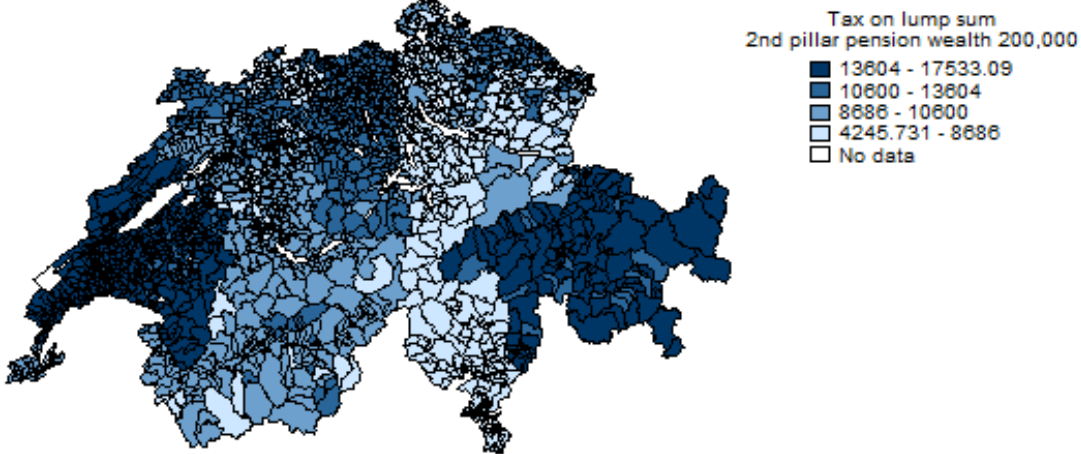 Tax on lump sum
2nd pillar pension wealth 200,000
13604 - 17533.09
10600 - 13604
8686 - 10600
4245.731 - 8686
No data